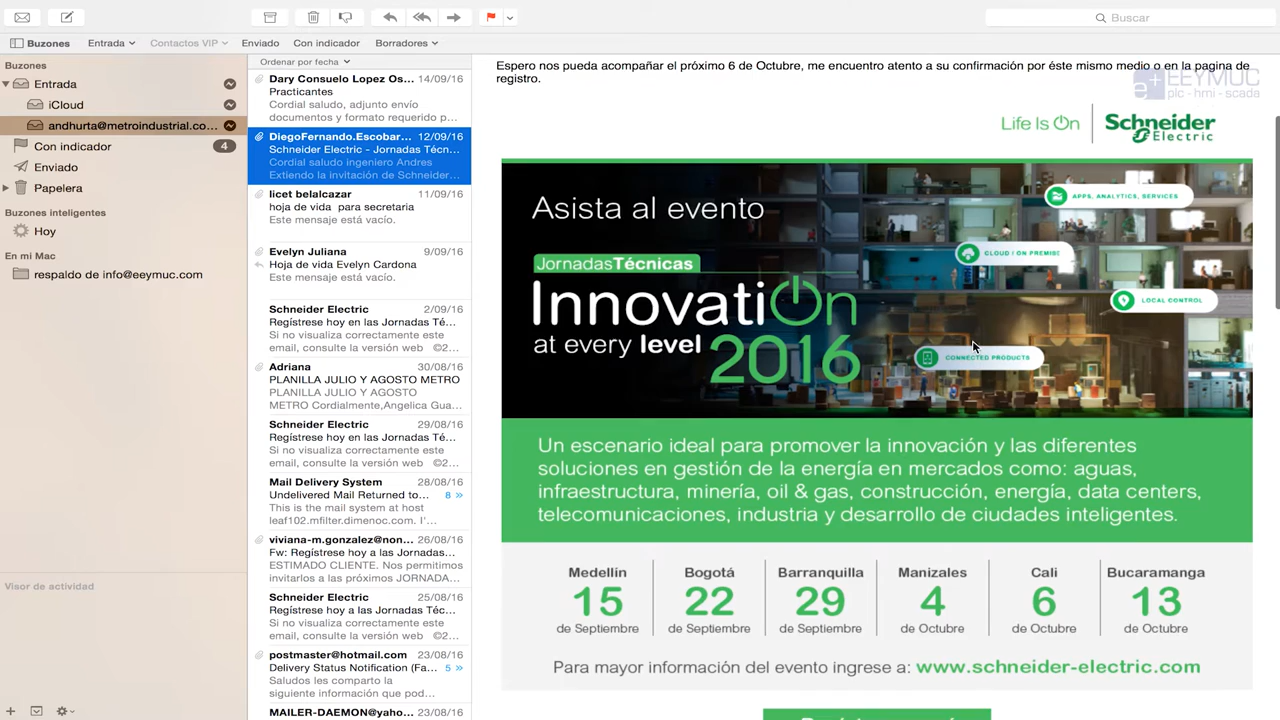 Buscar
Buzones
Entrada
Contactos VIP
Enviado
Con indicador
Borradores
Buzones
Entrada
iCloud
andhurta@metroindustrial.co...
Con indicador
4
Enviado
Papelera
Buzones inteligentes
Hoy
En mi Mac
respaldo de info@eeymuc.com
Visor de actividad
Ordenar por fecha
Dary Consuelo Lopez Os... 14/09/16
Practicantes
Cordial saludo, adjunto envío
documentos y formato requerido p...
DiegoFernando.Escobar... 12/09/16
Schneider Electric - Jornadas Técn...
Cordial saludo ingeniero Andres
Extiendo la invitación de Schneider...
licet belalcazar 11/09/16
hoja de vida para secretaria
Este mensaje está vacío.
Evelyn Juliana 9/09/16
Hoja de vida Evelyn Cardona
Este mensaje está vacío.
Schneider Electric 2/09/16
Regístrese hoy en las Jornadas Té...
Si no visualiza correctamente este
email, consulte la versión web ©2...
Adriana 30/08/16
PLANILLA JULIO Y AGOSTO METRO
PLANILLA JULIO Y AGOSTO
METRO Cordialmente,Angelica Gua...
Schneider Electric 29/08/16
Regístrese hoy en las Jornadas Té...
Si no visualiza correctamente este
email, consulte la versión web ©2...
Mail Delivery System 28/08/16
Undelivered Mail Returned to... 8 »
This is the mail system at host
leaf102.mfilter.dimenoc.com. I'...
viviana-m.gonzalez@non... 26/08/16
Fw: Regístrese hoy a las Jornadas...
ESTIMADO CLIENTE. Nos permitimos
invitarlos a las próximos JORNADA...
Schneider Electric 25/08/16
Regístrese hoy a las Jornadas Téc...
Si no visualiza correctamente este
email, consulte la versión web ©2...
postmaster@hotmail.com 23/08/16
Delivery Status Notification (Fa... 5 »
Saludos les comparto la
siguiente información que pod...
MAILER-DAEMON@yaho... 23/08/16
Espero nos pueda acompañar el próximo 6 de Octubre, me encuentro atento a su confirmación por éste mismo medio o en la pagina de
registro.
e+ EEYMUC
plc - hmi - scada
Life Is On
Schneider
Electric
Asista al evento
JornadasTécnicas
Innovation
at every level 2016
APPS, ANALYTICS, SERVICES
CLOUD / ON PREMISE
LOCAL CONTROL
CONNECTED PRODUCTS
Un escenario ideal para promover la innovación y las diferentes
soluciones en gestión de la energía en mercados como: aguas,
infraestructura, minería, oil & gas, construcción, energía, data centers,
telecomunicaciones, industria y desarrollo de ciudades inteligentes.
Medellín Bogotá Barranquilla Manizales Cali Bucaramanga
15 22 29 4 6 13
de Septiembre de Septiembre de Septiembre de Octubre de Octubre de Octubre
Para mayor información del evento ingrese a: www.schneider-electric.com